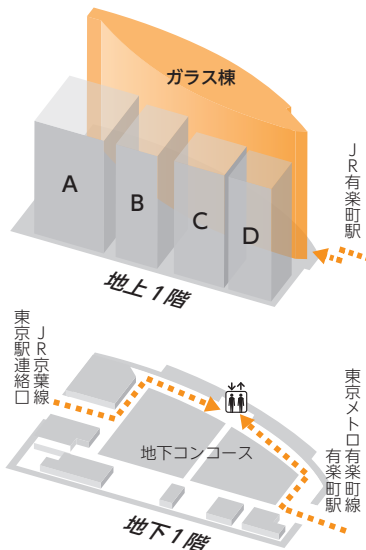 ガラス棟
A
B
C
D
JR有楽町駅
地上1階
JR京葉線
東京駅連絡口
地下コンコース
東京メトロ有楽町線
有楽町駅
地下1階